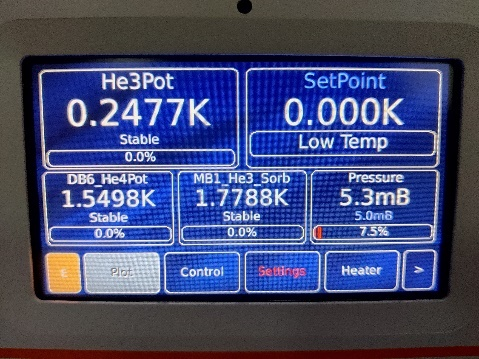 He3Pot
0.2477K
Stable
0.0%
SetPoint
0.000K
Low Temp
DB6_He4Pot
1.5498K
Stable
0.0%
MB1_He3_Sorb
1.7788K
Stable
0.0%
Pressure
5.3mB
5.0mB
7.5%
Plot
Control
Settings
Heater
>